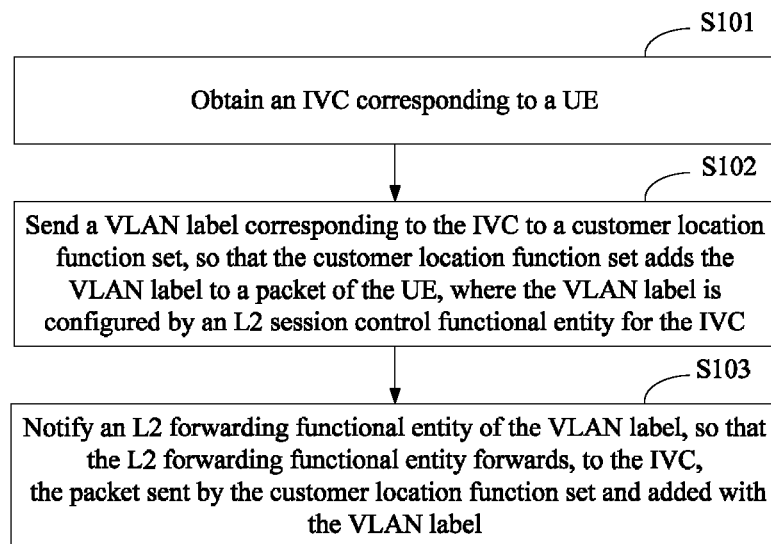 S101
Obtain an IVC corresponding to a UE
S102
Send a VLAN label corresponding to the IVC to a customer location
function set, so that the customer location function set adds the
VLAN label to a packet of the UE, where the VLAN label is
configured by an L2 session control functional entity for the IVC
S103
Notify an L2 forwarding functional entity of the VLAN label, so that
the L2 forwarding functional entity forwards, to the IVC,
the packet sent by the customer location function set and added with
the VLAN label